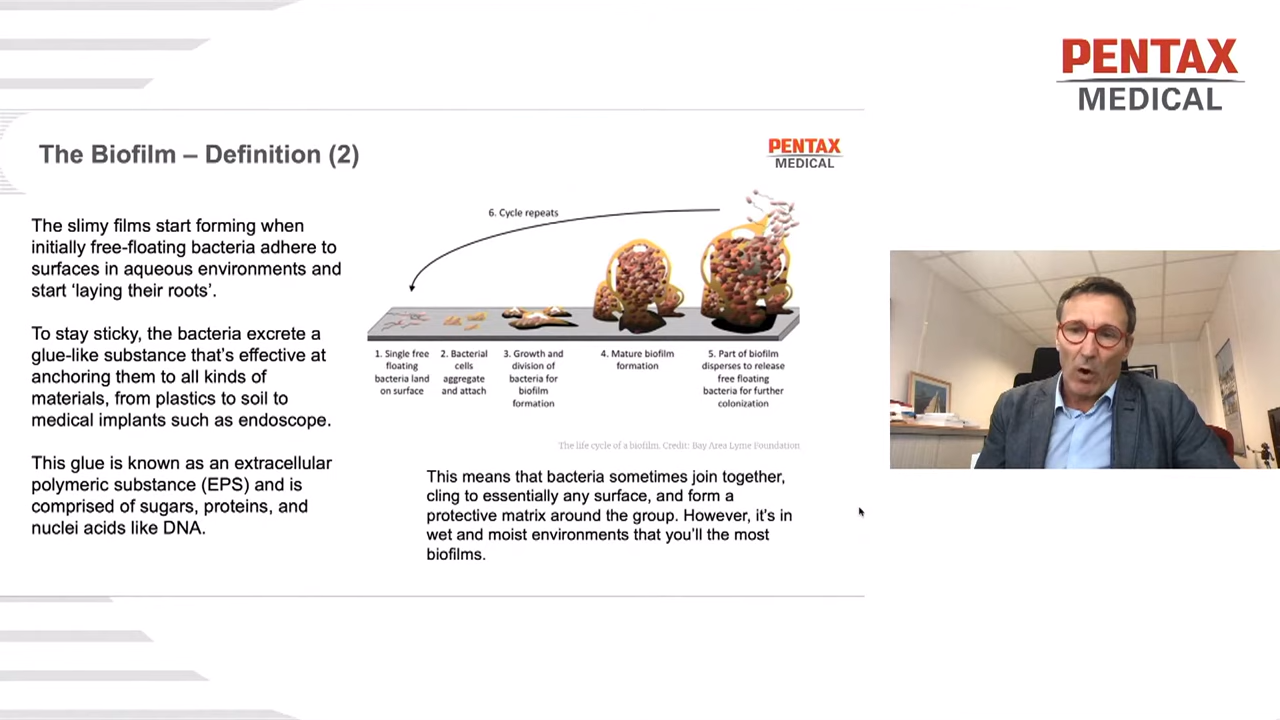 PENTAX
MEDICAL
The Biofilm – Definition (2)
PENTAX
MEDICAL
The slimy films start forming when
initially free-floating bacteria adhere to
surfaces in aqueous environments and
start ‘laying their roots’.
To stay sticky, the bacteria excrete a
glue-like substance that’s effective at
anchoring them to all kinds of
materials, from plastics to soil to
medical implants such as endoscope.
This glue is known as an extracellular
polymeric substance (EPS) and is
comprised of sugars, proteins, and
nuclei acids like DNA.
6. Cycle repeats
1. Single free
floating
bacteria land
on surface
2. Bacterial
cells
aggregate
and attach
3. Growth and
division of
bacteria for
biofilm
formation
4. Mature biofilm
formation
5. Part of biofilm
disperses to release
free floating
bacteria for further
colonization
The life cycle of a biofilm. Credit: Bay Area Lyme Foundation
This means that bacteria sometimes join together,
cling to essentially any surface, and form a
protective matrix around the group. However, it’s in
wet and moist environments that you’ll the most
biofilms.